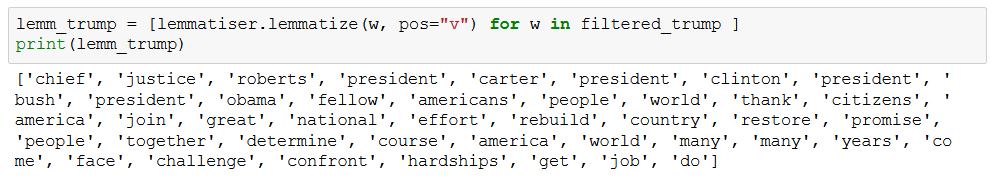 lemm_trump = [lemmatiser.lemmatize(w, pos="v") for w in filtered_trump ]
print(lemm_trump)
['chief', 'justice', 'roberts', 'president', 'carter', 'president', 'clinton', 'president', '
bush', 'president', 'obama', 'fellow', 'americans', 'people', 'world', 'thank', 'citizens', '
america', 'join', 'great', 'national', 'effort', 'rebuild', 'country', 'restore', 'promise',
'people', 'together', 'determine', 'course', 'america', 'world', 'many', 'many', 'years', 'co
me', 'face', 'challenge', 'confront', 'hardships', 'get', 'job', 'do']